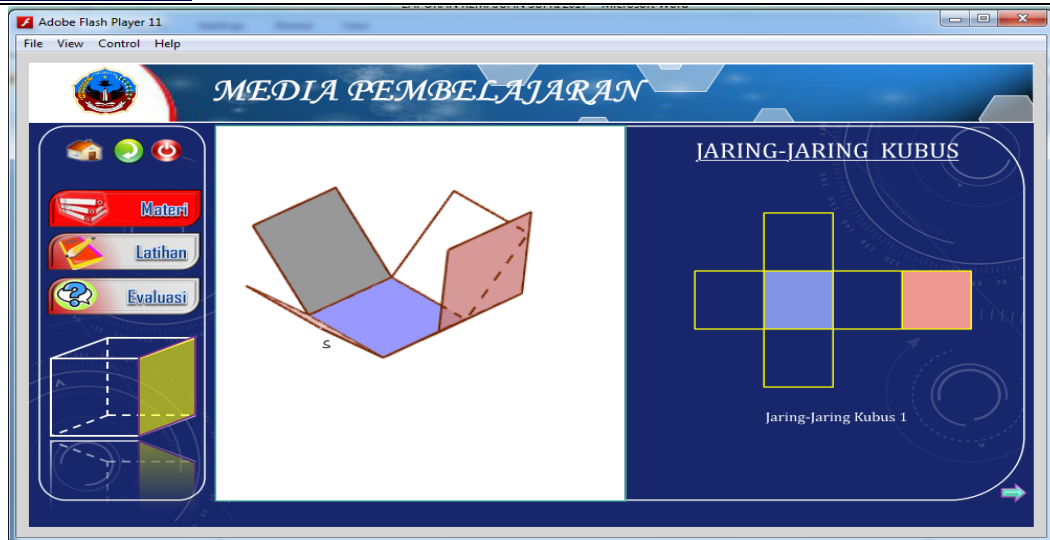 Adobe Flash Player 11
File View Control Help
MEDIA PEMBELAJARAN
Materi
Latihan
Evaluasi
s
JARING-JARING KUBUS
Jaring-Jaring Kubus 1